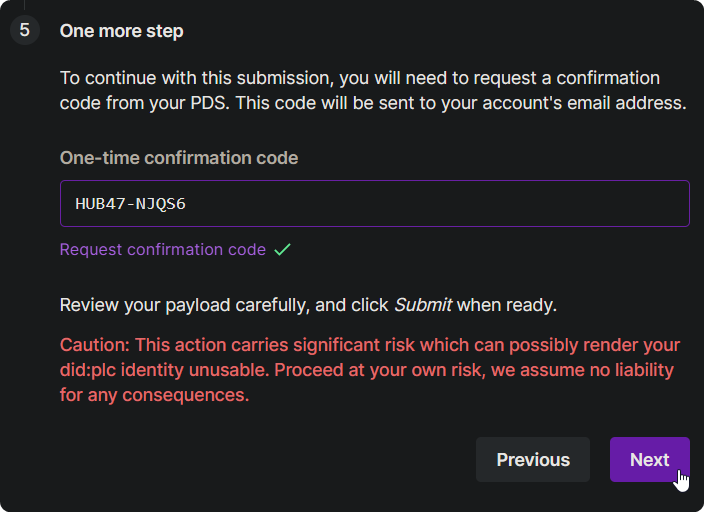 5
One more step
To continue with this submission, you will need to request a confirmation
code from your PDS. This code will be sent to your account's email address.
One-time confirmation code
HUB47-NJQS6
Request confirmation code
Review your payload carefully, and click Submit when ready.
Caution: This action carries significant risk which can possibly render your
did:plc identity unusable. Proceed at your own risk, we assume no liability
for any consequences.
Previous
Next